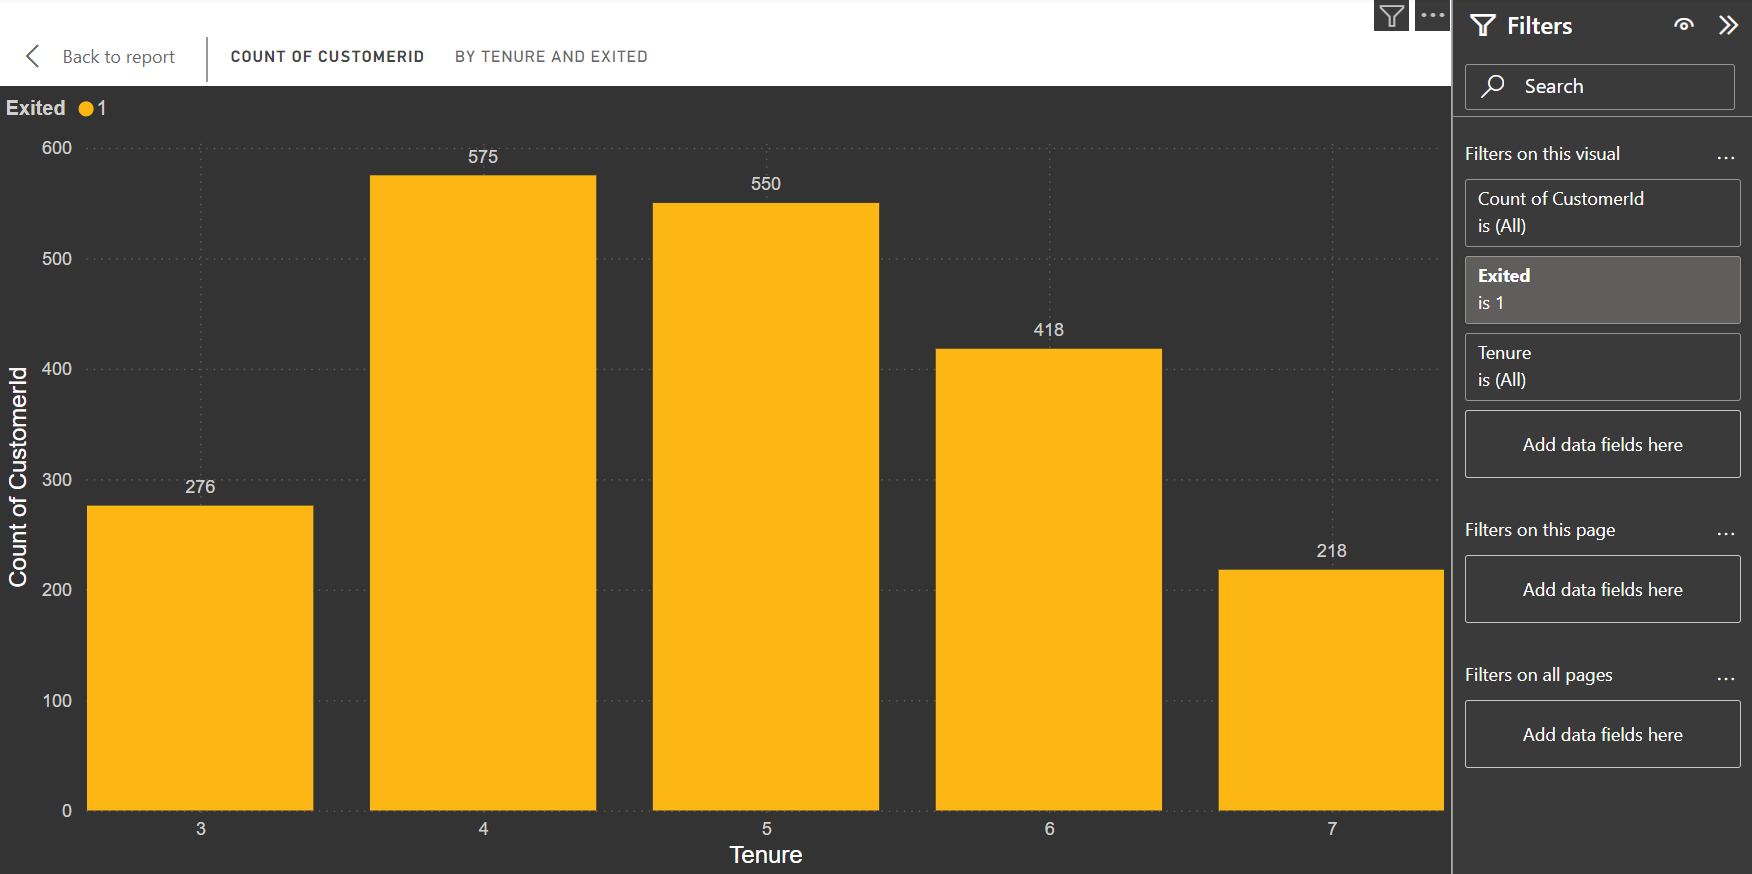 Back to report
COUNT OF CUSTOMERID
BY TENURE AND EXITED
Exited 1
Count of CustomerId
600
500
400
300
200
100
0
276
575
550
418
218
3 4 5 6 7
Tenure
Filters
Search
Filters on this visual ...
Count of CustomerId
is (All)
Exited
is 1
Tenure
is (All)
Add data fields here
Filters on this page ...
Add data fields here
Filters on all pages ...
Add data fields here